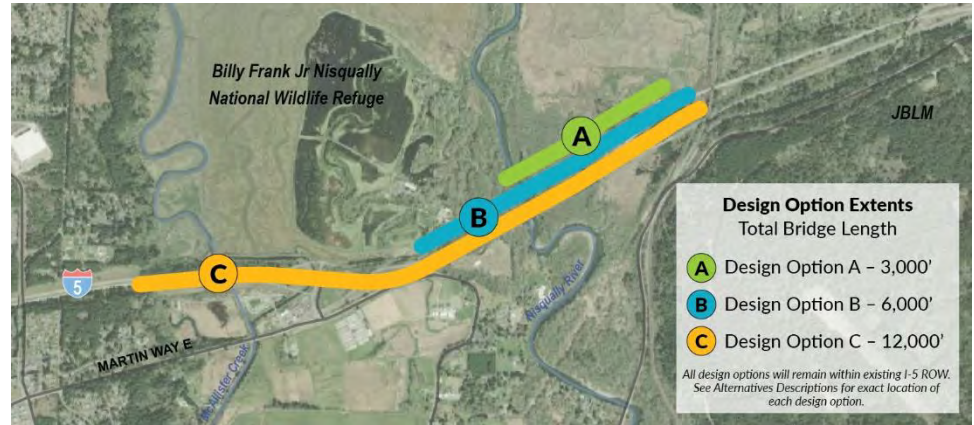 Billy Frank Jr Nisqually
National Wildlife Refuge
JBLM
A
B
C
5
MARTIN WAY E
McAllister Creek
Nisqually River
Design Option Extents
Total Bridge Length
A Design Option A – 3,000'
B Design Option B – 6,000'
C Design Option C – 12,000'
All design options will remain within existing I-5 ROW.
See Alternatives Descriptions for exact location of
each design option.